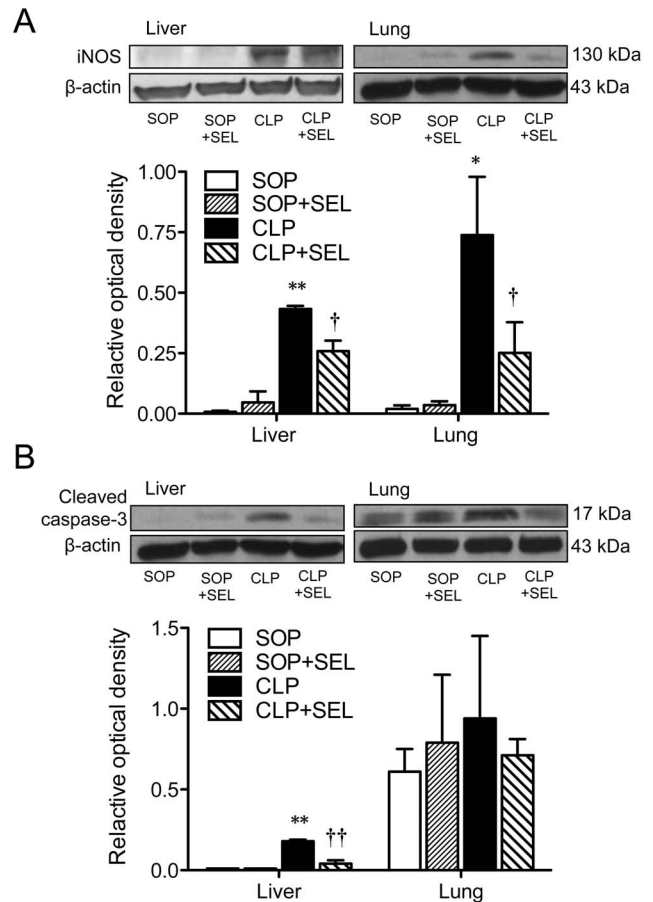 A
Liver
Lung
iNOS
130 kDa
β-actin
43 kDa
SOP SOP +SEL CLP CLP +SEL
SOP SOP +SEL CLP CLP +SEL
Relactive optical density
1.00
0.75
0.50
0.25
0.00
SOP
SOP+SEL
CLP
CLP+SEL
**
†
*
†
Liver
Lung
B
Liver
Lung
Cleaved
caspase-3
17 kDa
β-actin
43 kDa
SOP SOP +SEL CLP CLP +SEL
SOP SOP +SEL CLP CLP +SEL
Relactive optical density
1.5
1.0
0.5
0.0
SOP
SOP+SEL
CLP
CLP+SEL
**
††
Liver
Lung